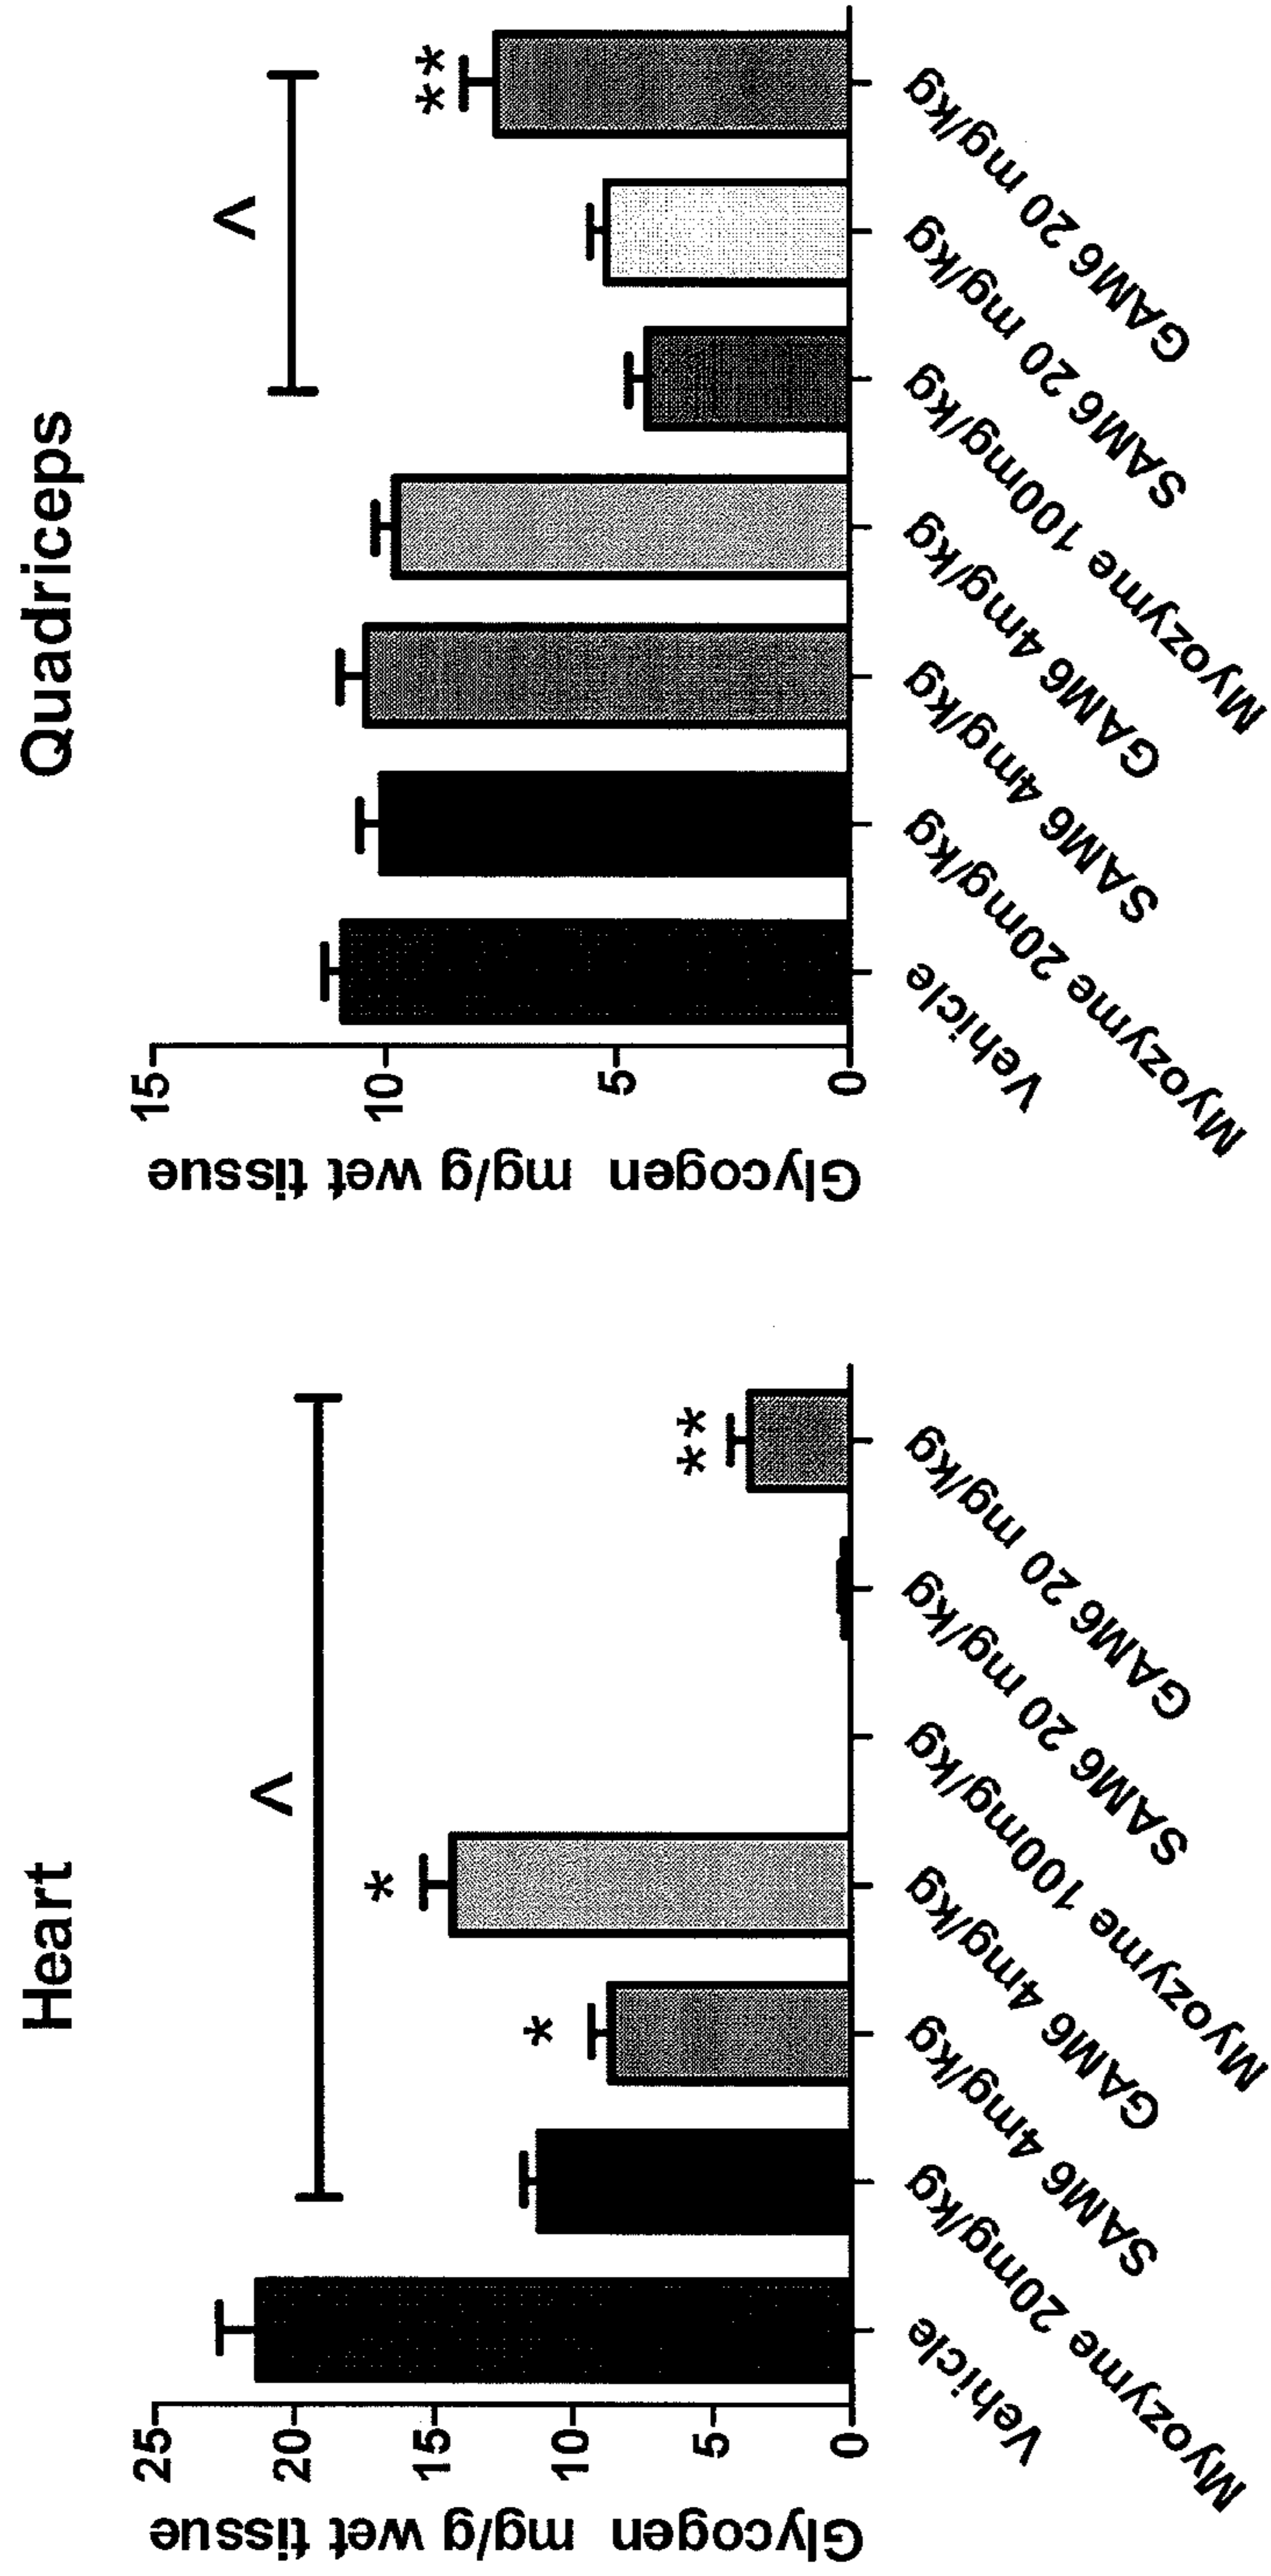 Heart
Glycogen mg/g wet tissue
25
20
15
10
5
0
<
*
*
**
Vehicle
Myozyme 20mg/kg
SAM6 4mg/kg
GAM6 4mg/kg
Myozyme 100mg/kg
SAM6 20 mg/kg
GAM6 20 mg/kg
Quadriceps
Glycogen mg/g wet tissue
15
10
5
0
<
**
Vehicle
Myozyme 20mg/kg
SAM6 4mg/kg
GAM6 4mg/kg
Myozyme 100mg/kg
SAM6 20 mg/kg
GAM6 20 mg/kg